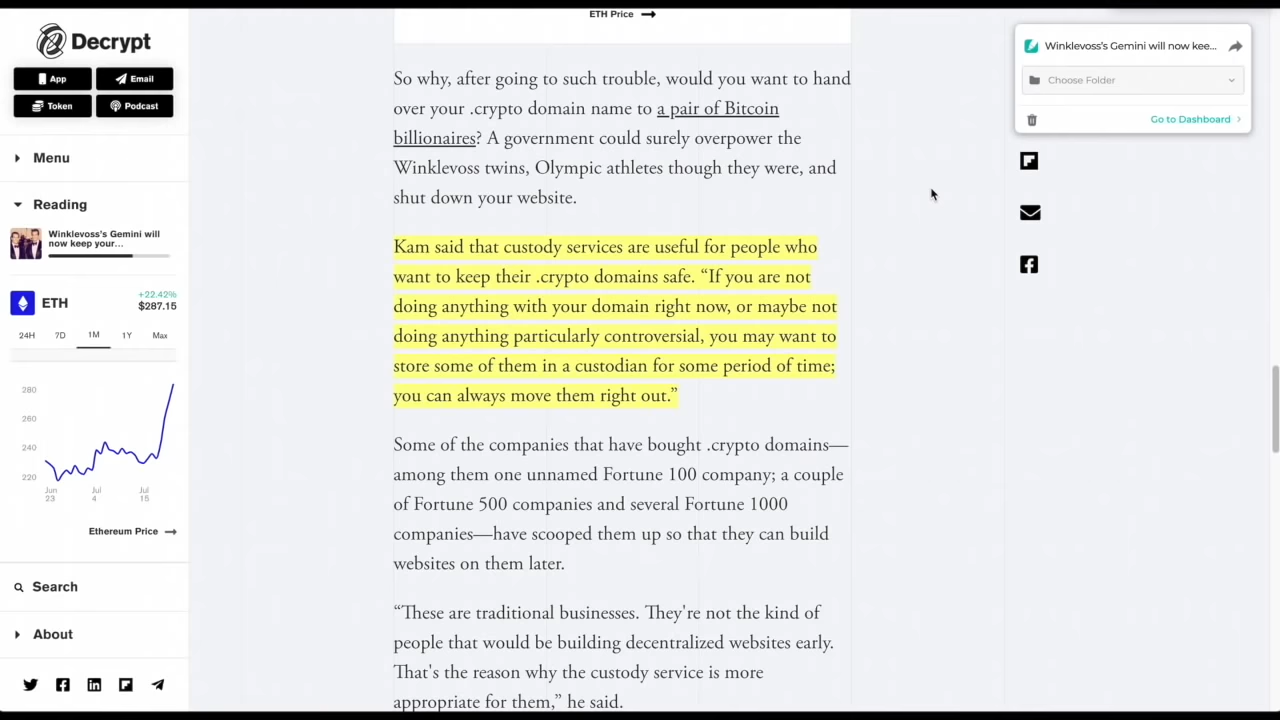 Decrypt
App
Email
Token
Podcast
Menu
Reading
Winklevoss's Gemini will
now keep your...
ETH
+22.42%
$287.15
24H 7D 1M 1Y Max
280
260
240
220
Jun
23
Jul
4
Jul
15
Ethereum Price
Search
About
ETH Price
So why, after going to such trouble, would you want to hand
over your .crypto domain name to a pair of Bitcoin
billionaires? A government could surely overpower the
Winklevoss twins, Olympic athletes though they were, and
shut down your website.
Kam said that custody services are useful for people who
want to keep their .crypto domains safe. “If you are not
doing anything with your domain right now, or maybe not
doing anything particularly controversial, you may want to
store some of them in a custodian for some period of time;
you can always move them right out.”
Some of the companies that have bought .crypto domains—
among them one unnamed Fortune 100 company; a couple
of Fortune 500 companies and several Fortune 1000
companies—have scooped them up so that they can build
websites on them later.
“These are traditional businesses. They're not the kind of
people that would be building decentralized websites early.
That's the reason why the custody service is more
appropriate for them,” he said.
Winklevoss's Gemini will now kee...
Choose Folder
Go to Dashboard